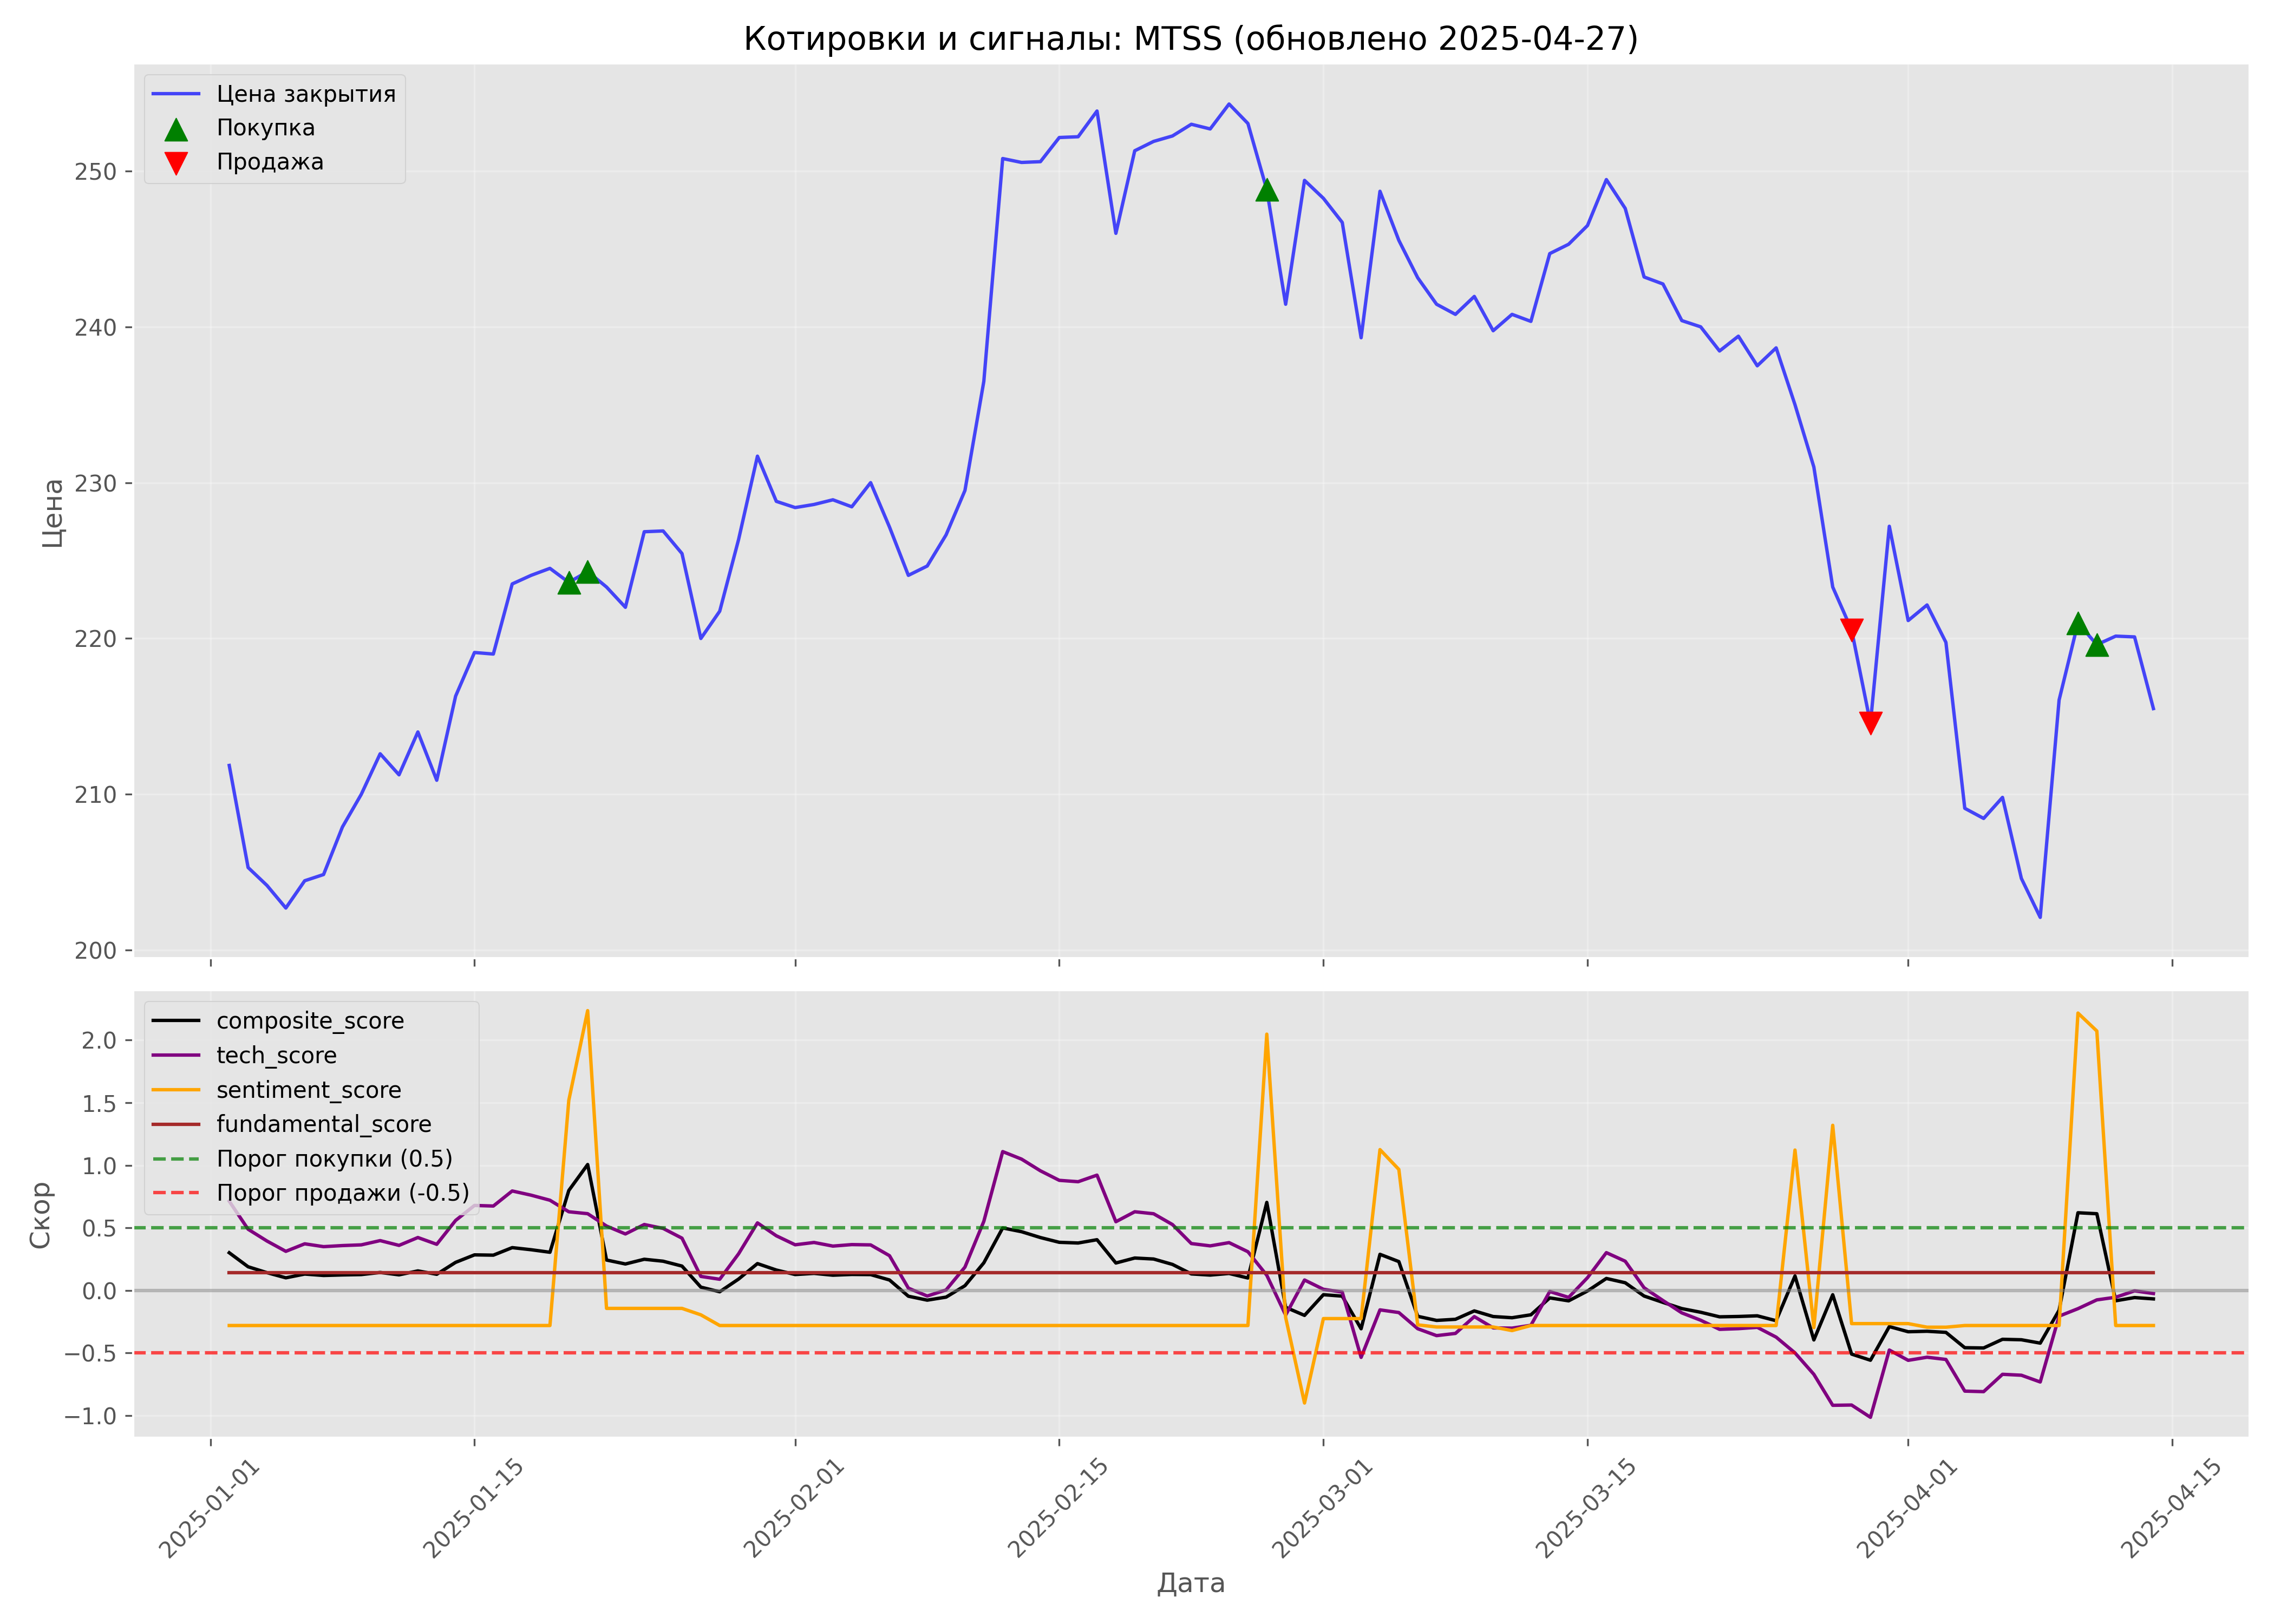 Котировки и сигналы: MTSS (обновлено 2025-04-27)
Цена закрытия
Покупка
Продажа
Цена
250
240
230
220
210
200
composite_score
tech_score
sentiment_score
fundamental_score
Порог покупки (0.5)
Порог продажи (-0.5)
Скор
2.0
1.5
1.0
0.5
0.0
−0.5
−1.0
2025-01-01
2025-01-15
2025-02-01
2025-02-15
2025-03-01
2025-03-15
2025-04-01
2025-04-15
Дата